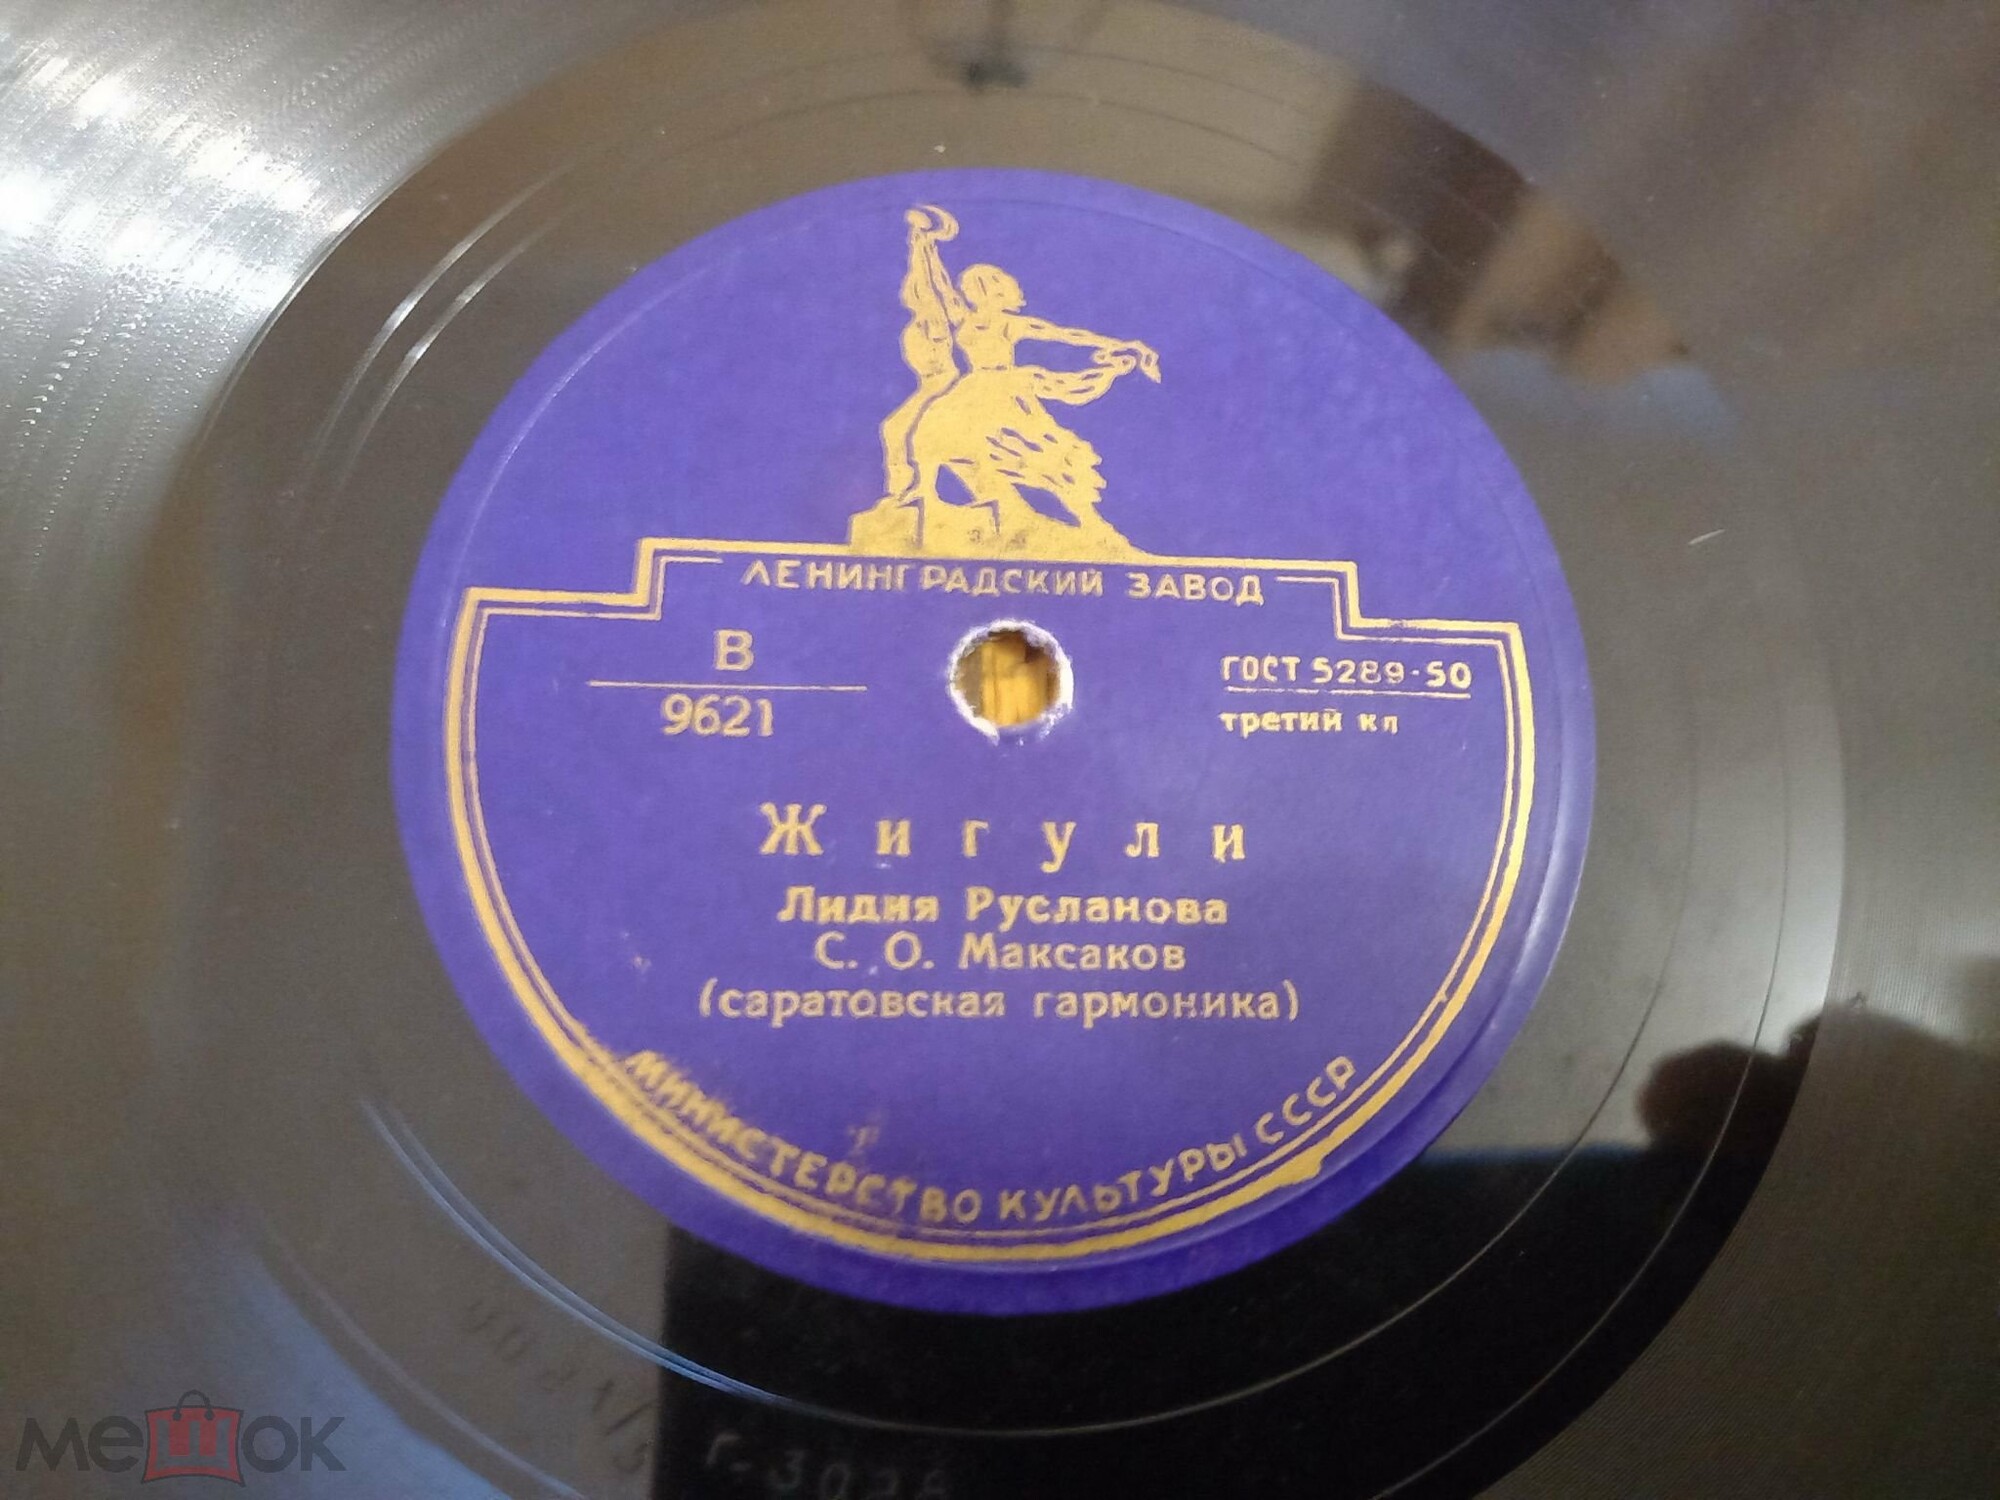 ЛЕНИНГРАДСКИЙ ЗАВОД
В
9621
ГОСТ 5289-50
третий кл
Жигули
Лидия Русланова
С. О. Максаков
(саратовская гармоника)
МИНИСТЕРСТВО КУЛЬТУРЫ СССР
мешок